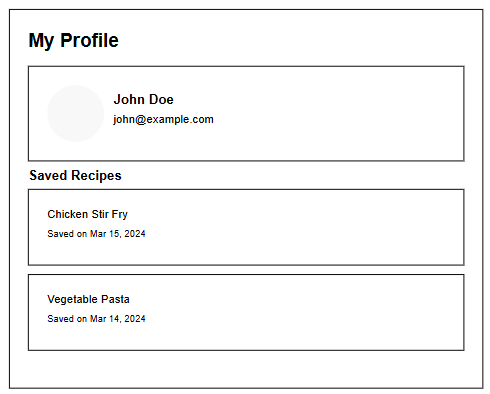 My Profile
John Doe
john@example.com
Saved Recipes
Chicken Stir Fry
Saved on Mar 15, 2024
Vegetable Pasta
Saved on Mar 14, 2024